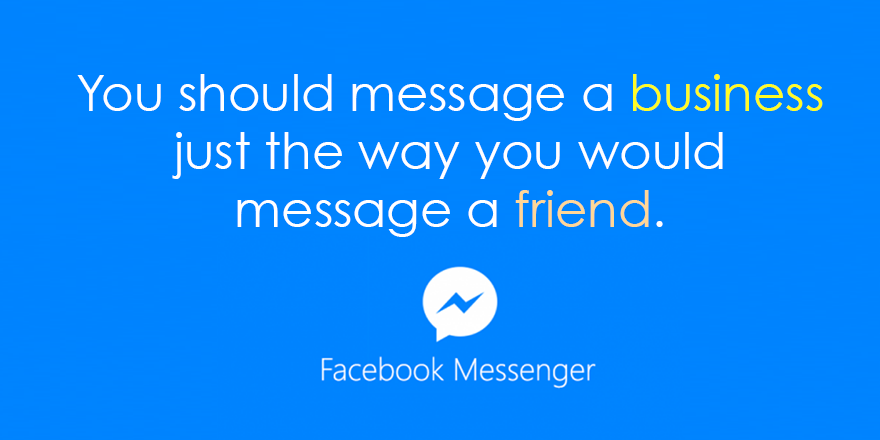 You should message a business
just the way you would
message a friend.
Facebook Messenger